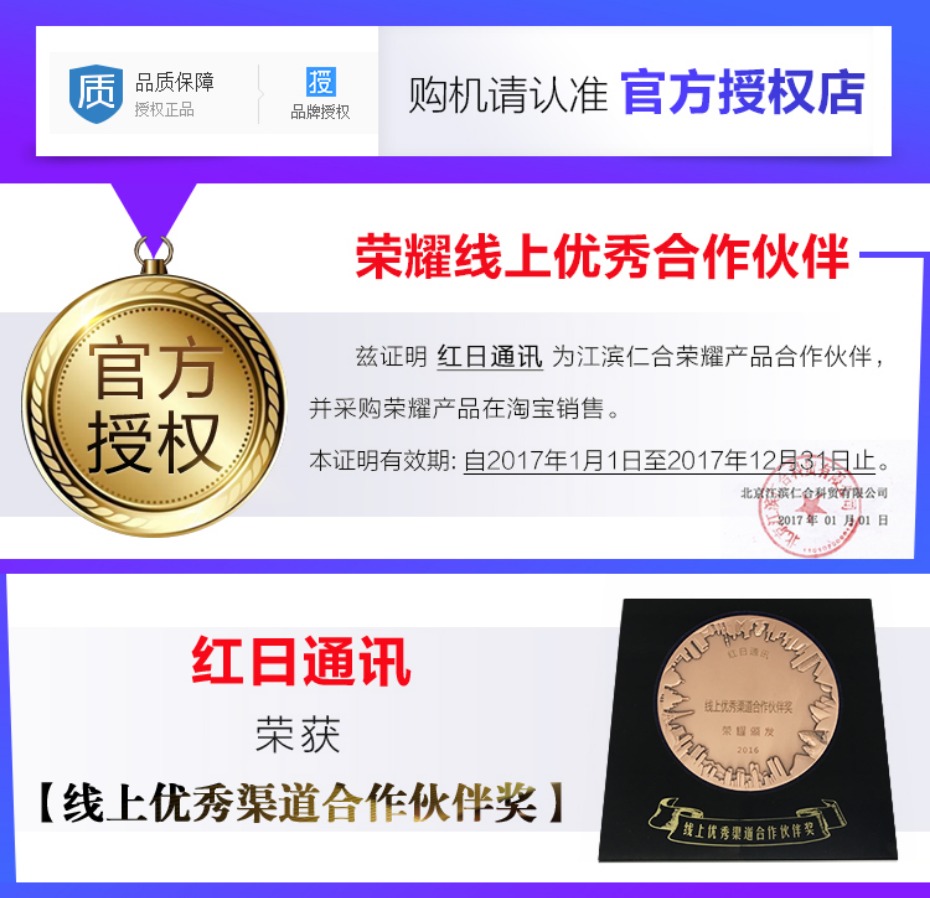 质
品质保障
授权正品
授
品牌授权
购机请认准 官方授权店
荣耀线上优秀合作伙伴
官方
授权
兹证明 红日通讯 为江滨仁合荣耀产品合作伙伴，
并采购荣耀产品在淘宝销售。
本证明有效期: 自2017年1月1日至2017年12月31日止。
北京江滨仁合科贸有限公司
2017 年 01 月 01 日
红日通讯
荣获
【线上优秀渠道合作伙伴奖】
红日通讯
线上优秀渠道合作伙伴奖
荣耀颁发
2016
线上优秀渠道合作伙伴奖